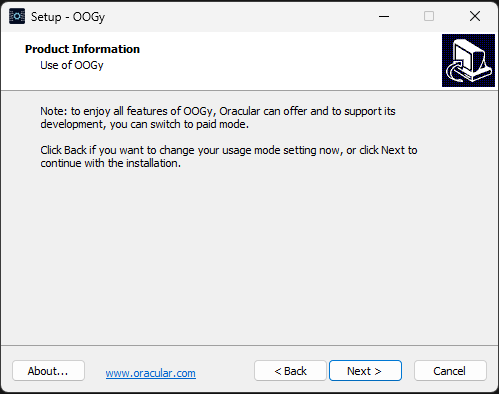 Setup - OOGy
Product Information
Use of OOGy
Note: to enjoy all features of OOGy, Oracular can offer and to support its
development, you can switch to paid mode.
Click Back if you want to change your usage mode setting now, or click Next to
continue with the installation.
About...
www.oracular.com
< Back
Next >
Cancel